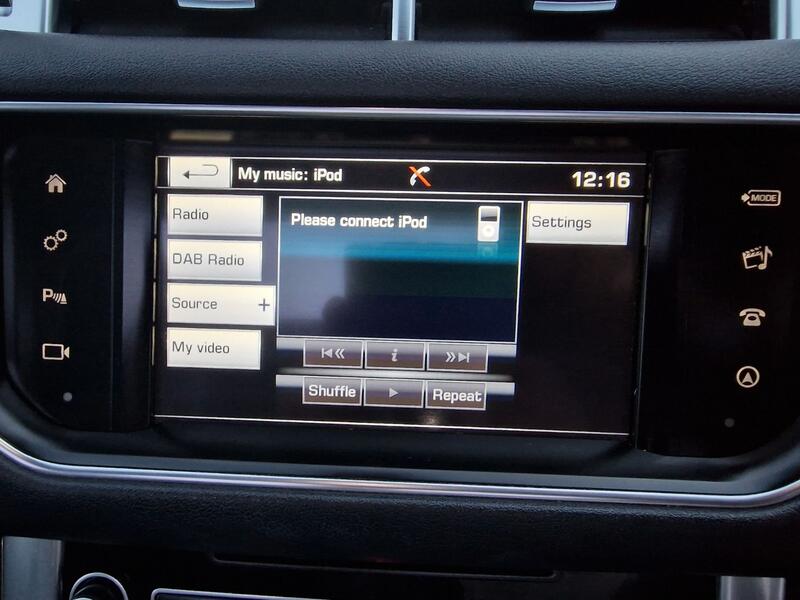 My music: iPod
12:16
Radio
Please connect iPod
Settings
DAB Radio
Source +
My video
i
Shuffle
Repeat
MODE
P